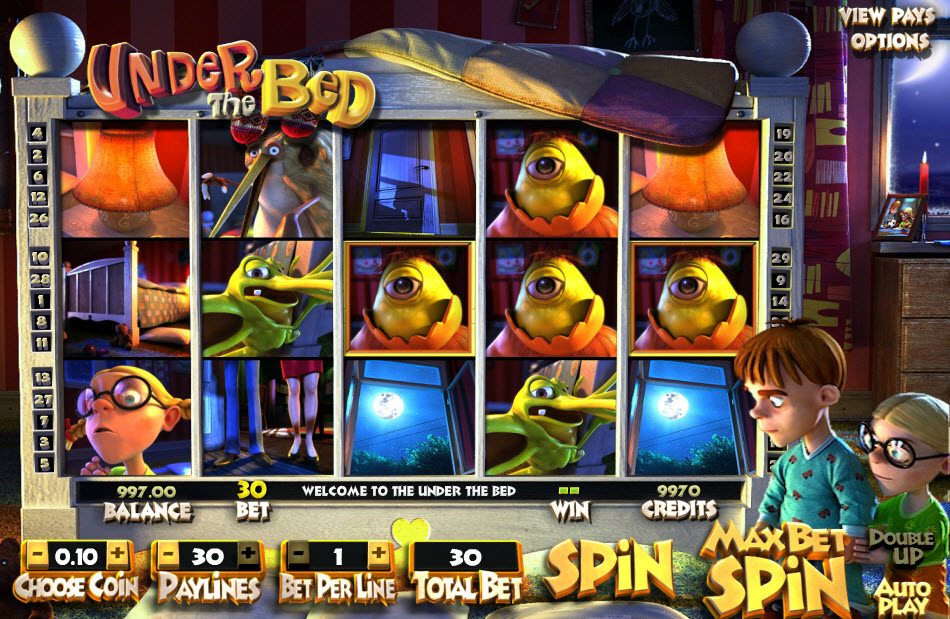 VIEW PAYS
OPTIONS
UNDER
THE BED
4
2
6
12
26
10
28
1
8
11
13
27
7
3
5
19
20
22
24
16
29
9
14
997.00
BALANCE
30
BET
WELCOME TO THE UNDER THE BED
WIN
9970
CREDITS
- 0.10 +
CHOOSE COIN
- 30 +
PAYLINES
- 1 +
BET PER LINE
30
TOTAL BET
SPIN
MAX BET
SPIN
DOUBLE
UP
AUTO
PLAY